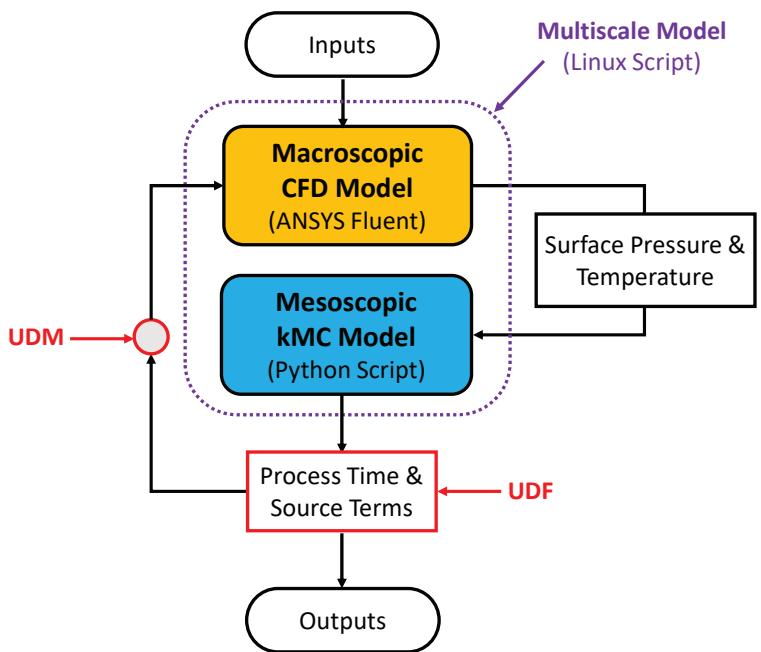 Inputs
Multiscale Model
(Linux Script)
Macroscopic
CFD Model
(ANSYS Fluent)
Surface Pressure &
Temperature
Mesoscopic
kMC Model
(Python Script)
UDM
Process Time &
Source Terms
UDF
Outputs